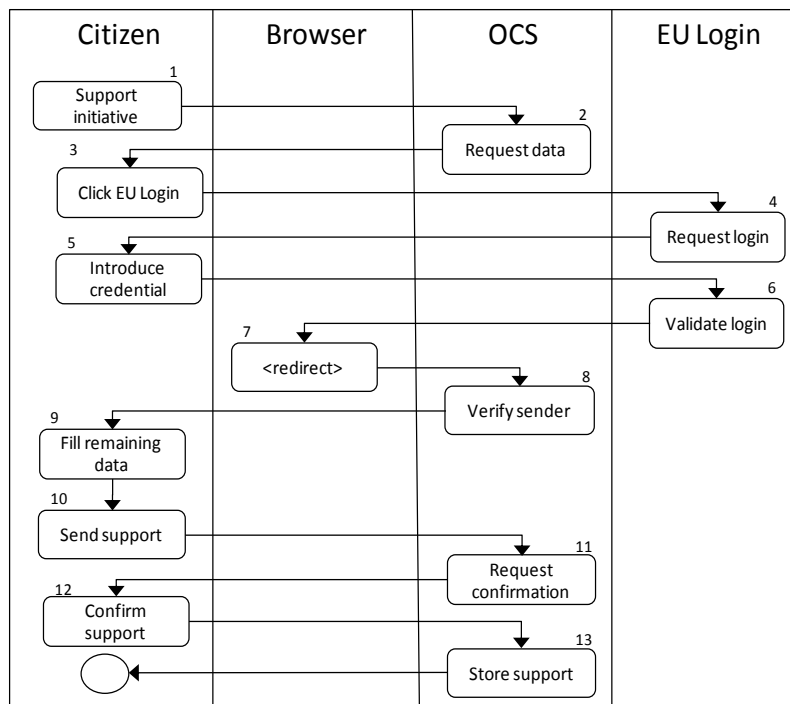 Citizen
Browser
OCS
EU Login
1
Support
initiative
2
Request data
3
Click EU Login
4
Request login
5
Introduce
credential
6
Validate login
7
<redirect>
8
Verify sender
9
Fill remaining
data
10
Send support
11
Request
confirmation
12
Confirm
support
13
Store support